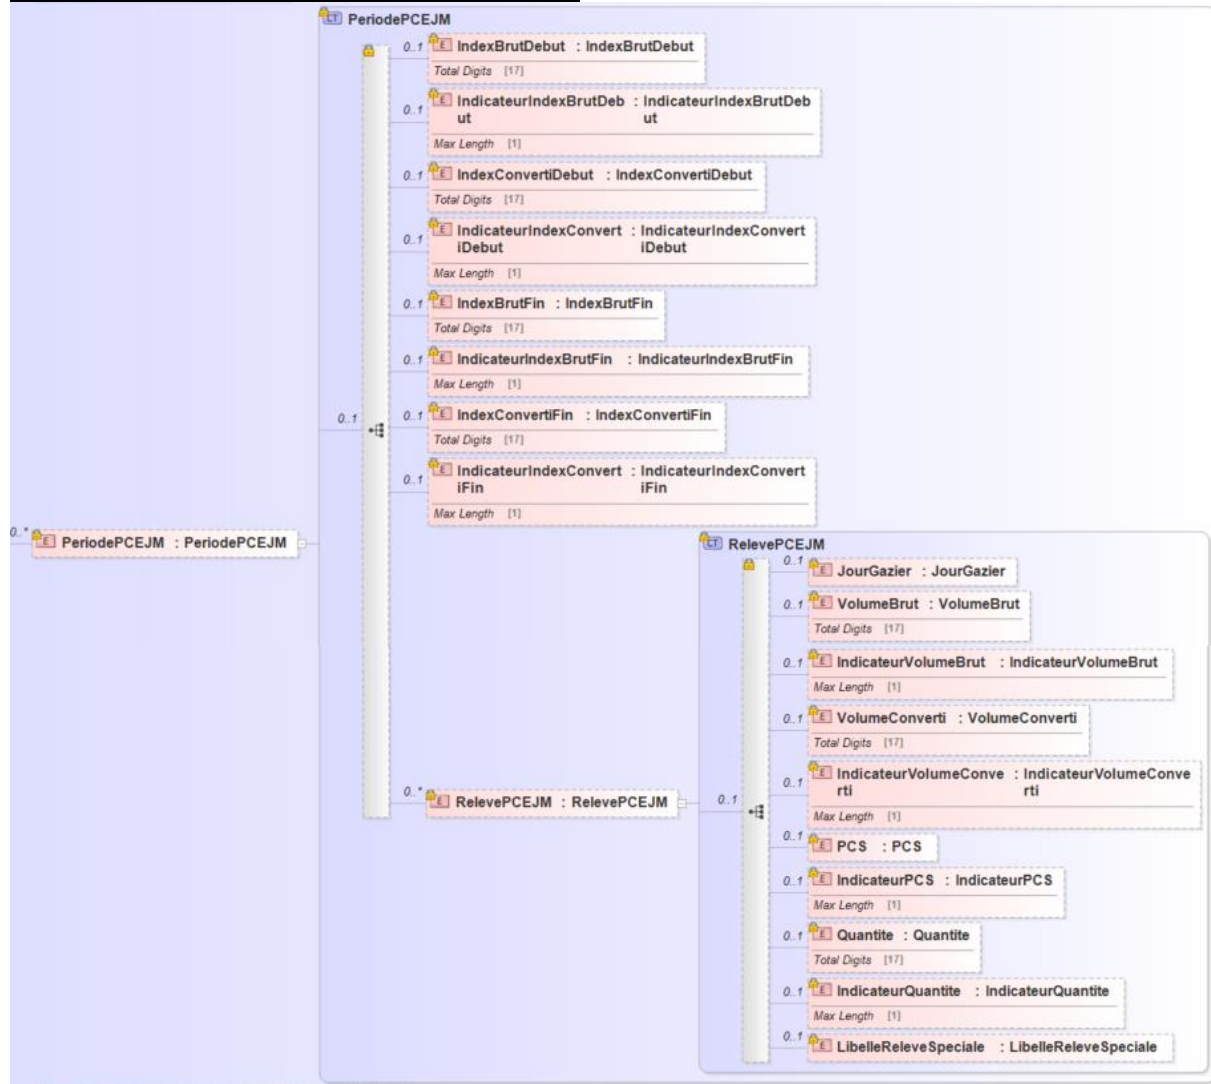 CT PeriodePCEJM
0..1 E IndexBrutDebut : IndexBrutDebut
Total Digits [17]
0..1 E IndicateurIndexBrutDeb : IndicateurIndexBrutDeb
ut ut
Max Length [1]
0..1 E IndexConvertiDebut : IndexConvertiDebut
Total Digits [17]
0..1 E IndicateurIndexConvert : IndicateurIndexConvert
iDebut iDebut
Max Length [1]
0..1 E IndexBrutFin : IndexBrutFin
Total Digits [17]
0..1 E IndicateurIndexBrutFin : IndicateurIndexBrutFin
Max Length [1]
0..1 0..1 E IndexConvertiFin : IndexConvertiFin
Total Digits [17]
0..1 E IndicateurIndexConvert : IndicateurIndexConvert
iFin iFin
Max Length [1]
0..* E PeriodePCEJM : PeriodePCEJM
CT RelevePCEJM
0..1 E JourGazier : JourGazier
0..1 E VolumeBrut : VolumeBrut
Total Digits [17]
0..1 E IndicateurVolumeBrut : IndicateurVolumeBrut
Max Length [1]
0..1 E VolumeConverti : VolumeConverti
Total Digits [17]
0..1 E IndicateurVolumeConve : IndicateurVolumeConve
rti rti
0..* E RelevePCEJM : RelevePCEJM 0..1
Max Length [1]
0..1 E PCS : PCS
0..1 E IndicateurPCS : IndicateurPCS
Max Length [1]
0..1 E Quantite : Quantite
Total Digits [17]
0..1 E IndicateurQuantite : IndicateurQuantite
Max Length [1]
0..1 E LibelleReleveSpeciale : LibelleReleveSpeciale